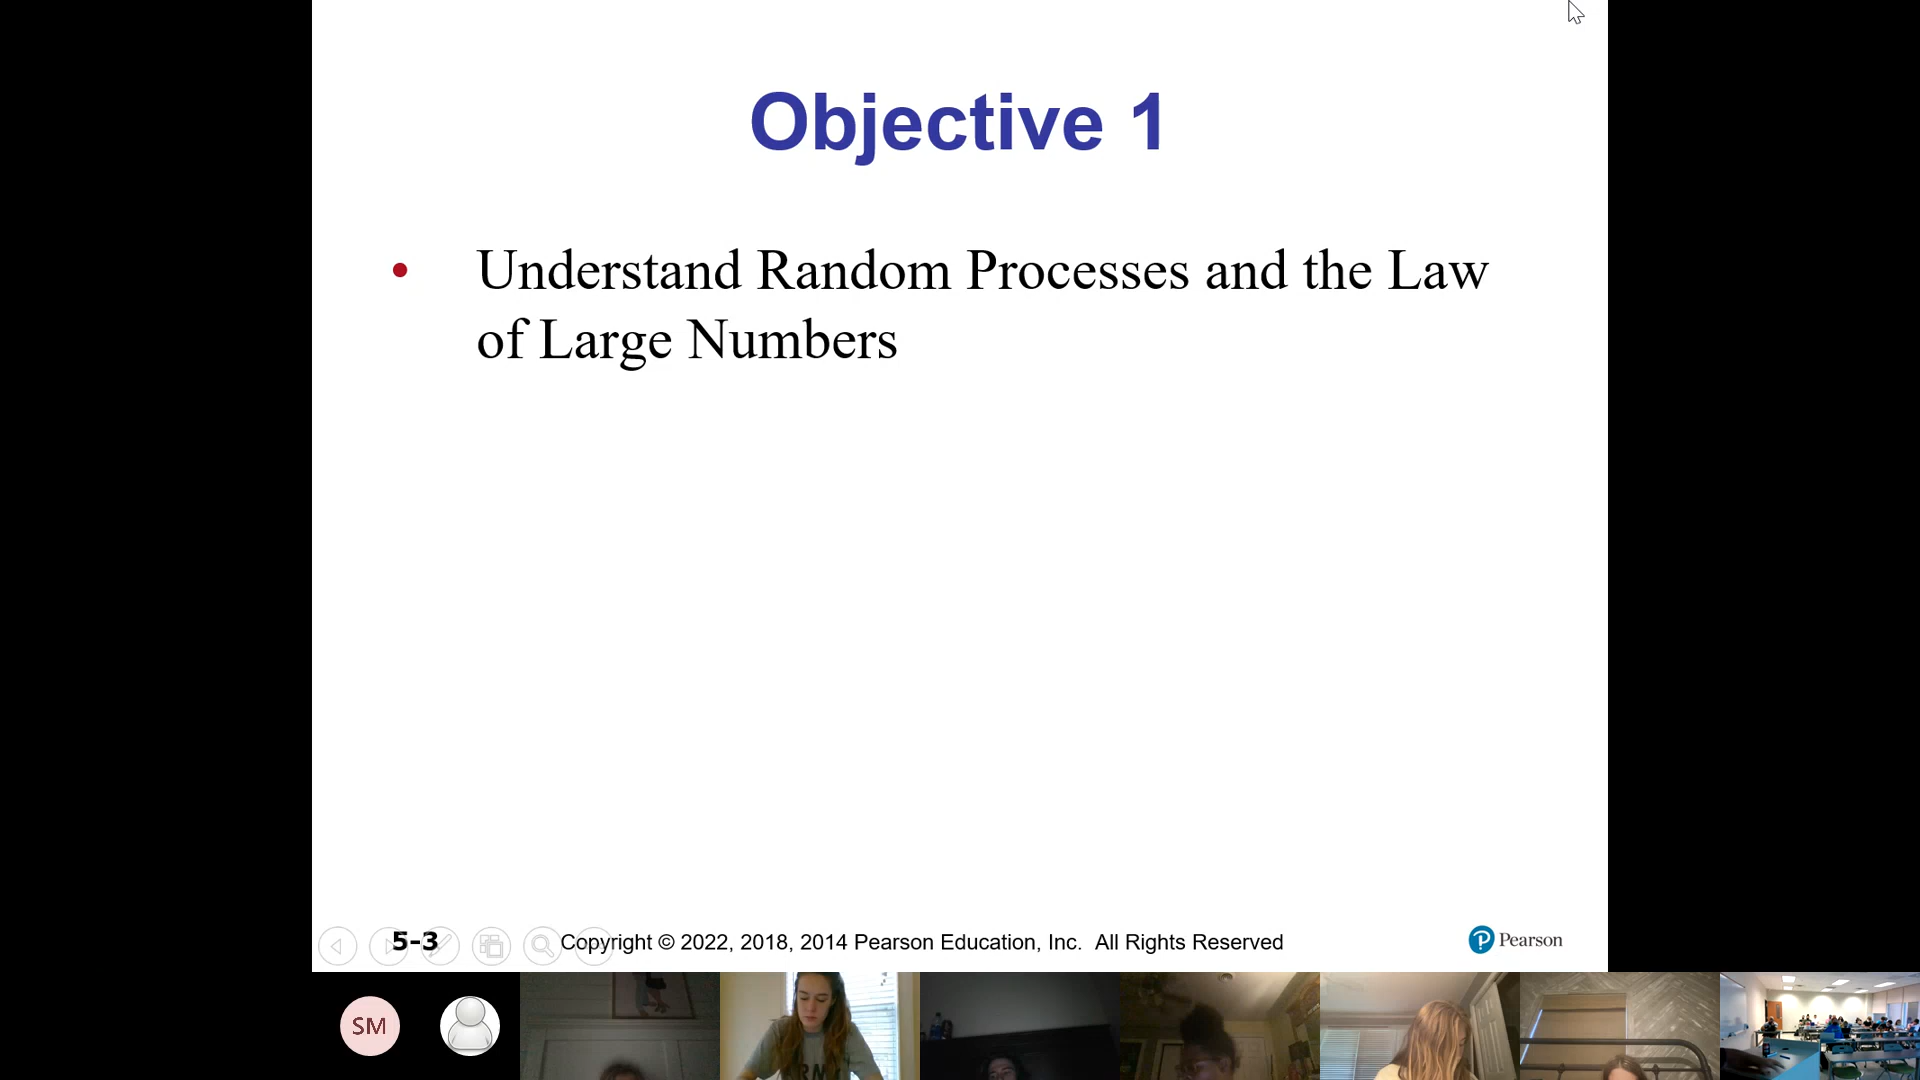 Objective 1
• Understand Random Processes and the Law
of Large Numbers
5-3
Copyright © 2022, 2018, 2014 Pearson Education, Inc. All Rights Reserved
Pearson
SM